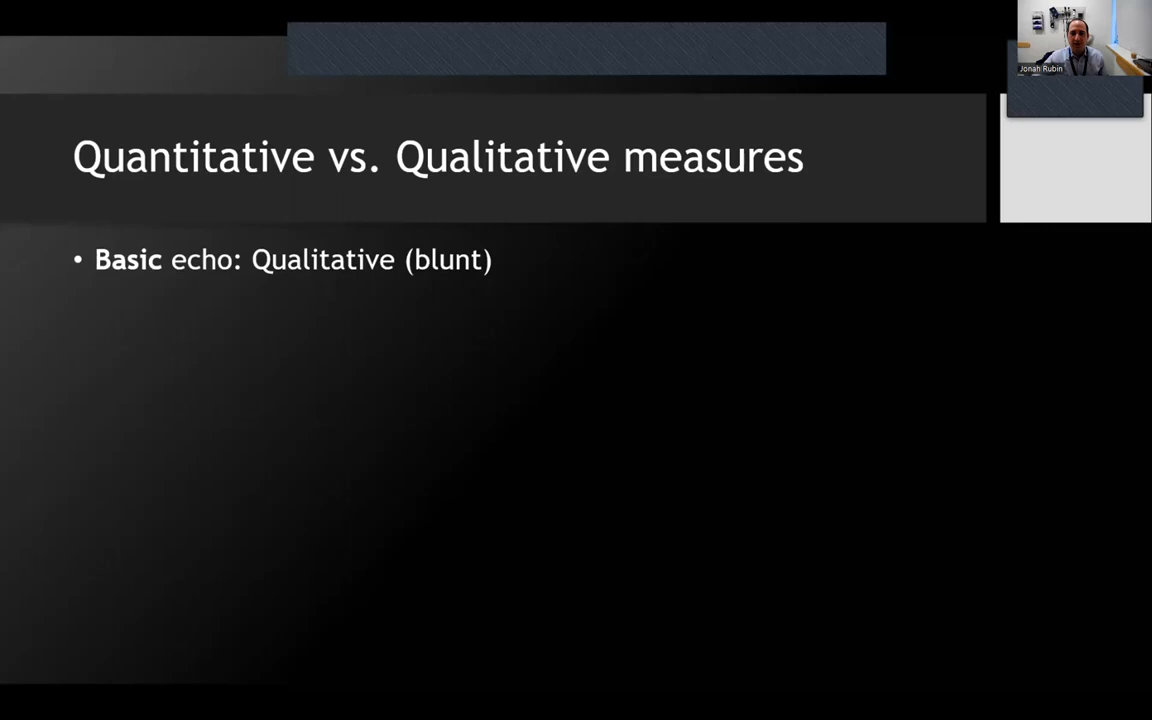 Jonah Rubin
Quantitative vs. Qualitative measures
• Basic echo: Qualitative (blunt)